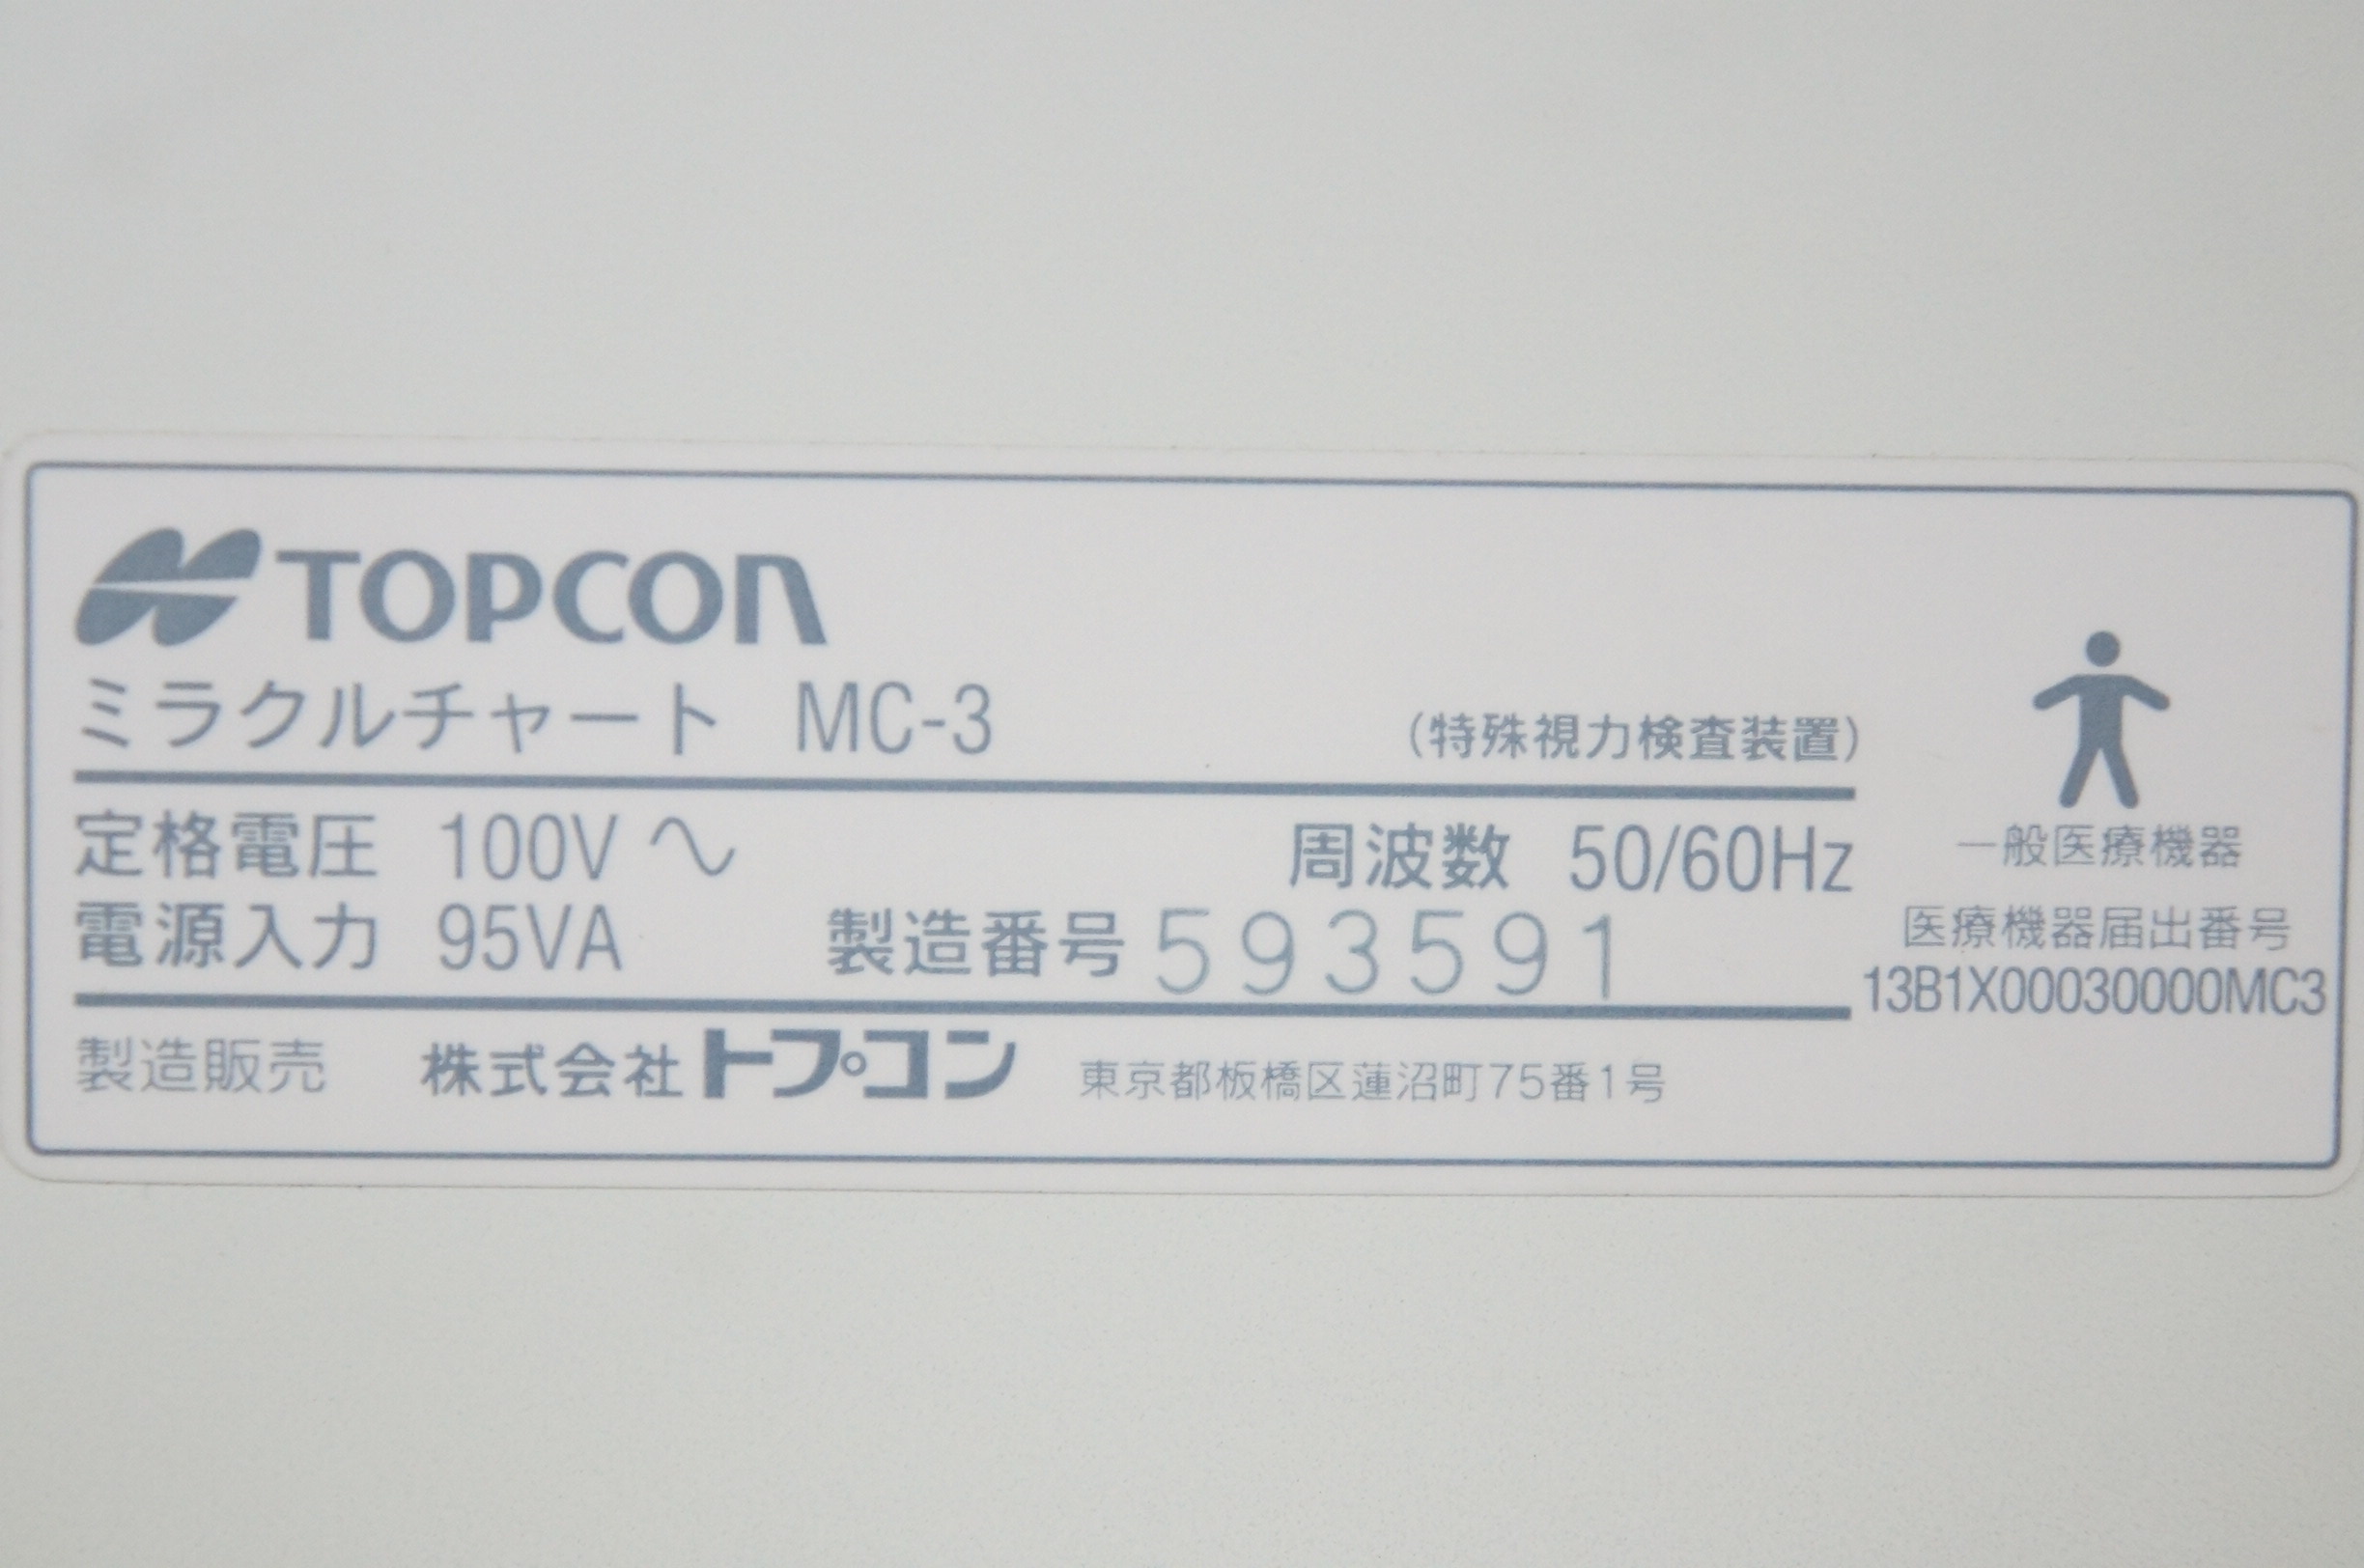 TOPCON
ミラクルチャート MC-3 (特殊視力検査装置)
定格電圧 100V〜 周波数 50/60Hz
電源入力 95VA 製造番号 593591
製造販売 株式会社トプコン 東京都板橋区蓮沼町75番1号
一般医療機器
医療機器届出番号
13B1X00030000MC3